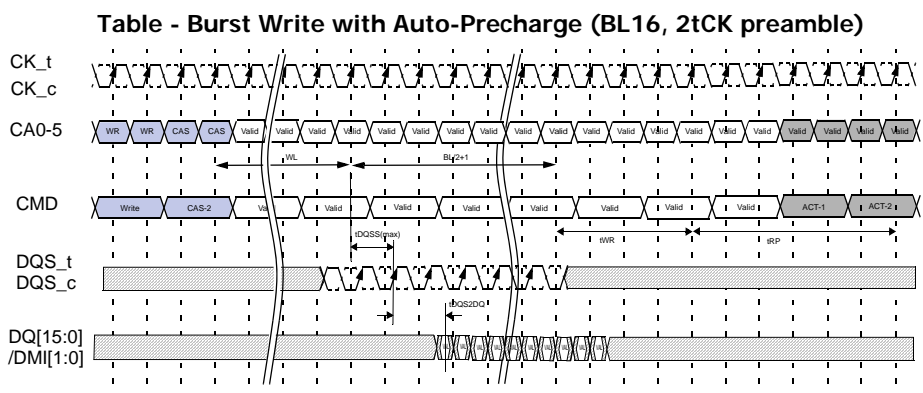 Table - Burst Write with Auto-Precharge (BL16, 2tCK preamble)
CK_t
CK_c
CA0-5 WR WR CAS CAS Valid Valid Valid Valid Valid Valid Valid Valid Valid Valid Valid Valid Valid Valid Valid Valid Valid Valid Valid Valid
WL BL/2+1
CMD Write CAS-2 Valid Valid Valid Valid Valid Valid Valid Valid ACT-1 ACT-2
tDQSS(max) tWR tRP
DQS_t
DQS_c
tDQS2DQ
DQ[15:0]
/DMI[1:0]